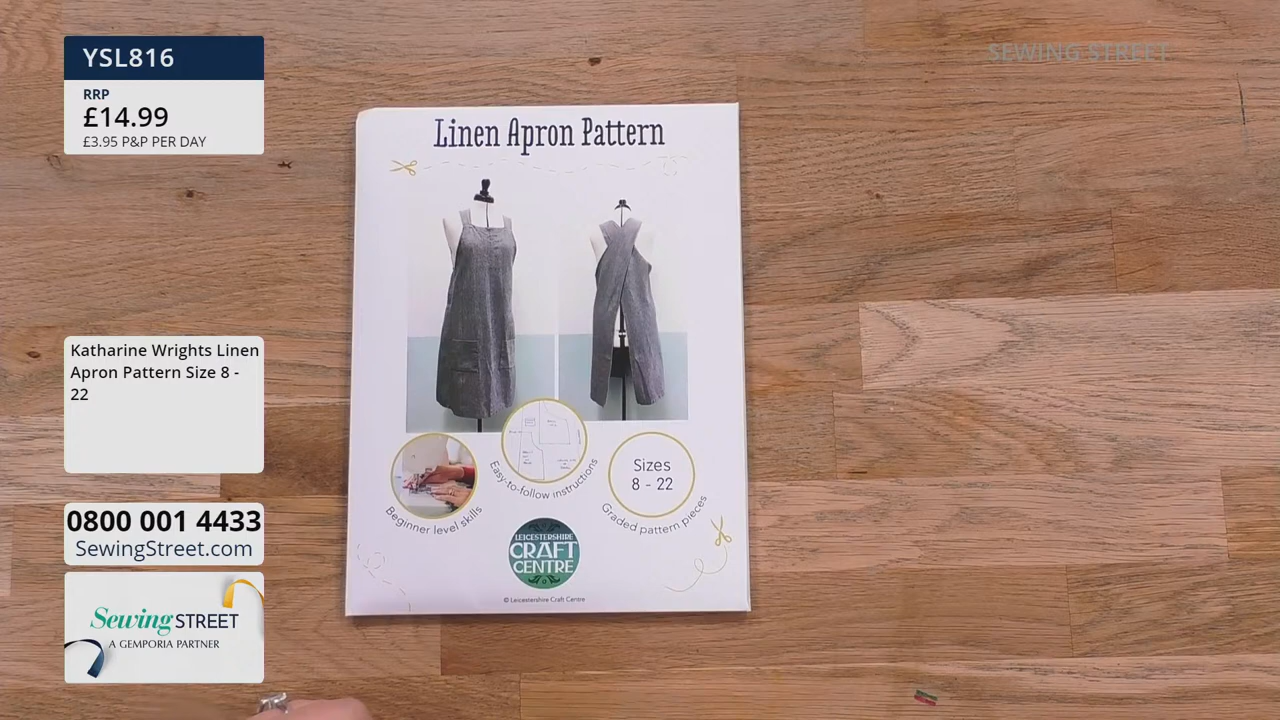 YSL816
RRP
£14.99
£3.95 P&P PER DAY
SEWING STREET
Linen Apron Pattern
Katharine Wrights Linen
Apron Pattern Size 8 -
22
Sizes
8 - 22
Beginner level skills
Easy-to-follow instructions
Graded pattern pieces
LEICESTERSHIRE
CRAFT
CENTRE
© Leicestershire Craft Centre
0800 001 4433
SewingStreet.com
Sewing STREET
A GEMPORIA PARTNER